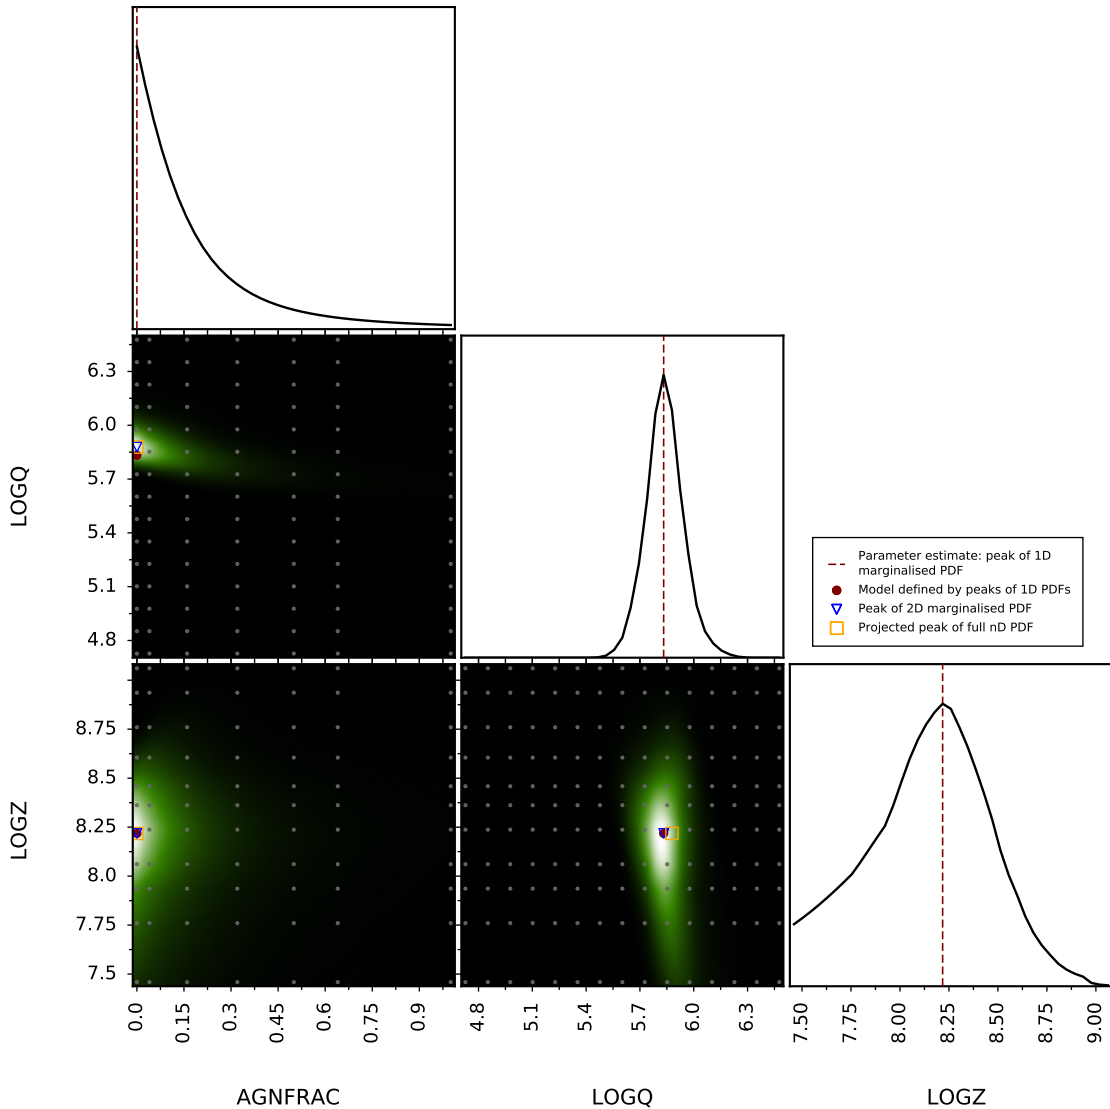 6.3
6.0
5.7
5.4
5.1
4.8
LOGQ
Parameter estimate: peak of 1D
marginalised PDF
Model defined by peaks of 1D PDFs
Peak of 2D marginalised PDF
Projected peak of full nD PDF
8.75
8.5
8.25
8.0
7.75
7.5
LOGZ
0.0 0.15 0.3 0.45 0.6 0.75 0.9
4.8 5.1 5.4 5.7 6.0 6.3
7.50 7.75 8.00 8.25 8.50 8.75 9.00
AGNFRAC LOGQ LOGZ